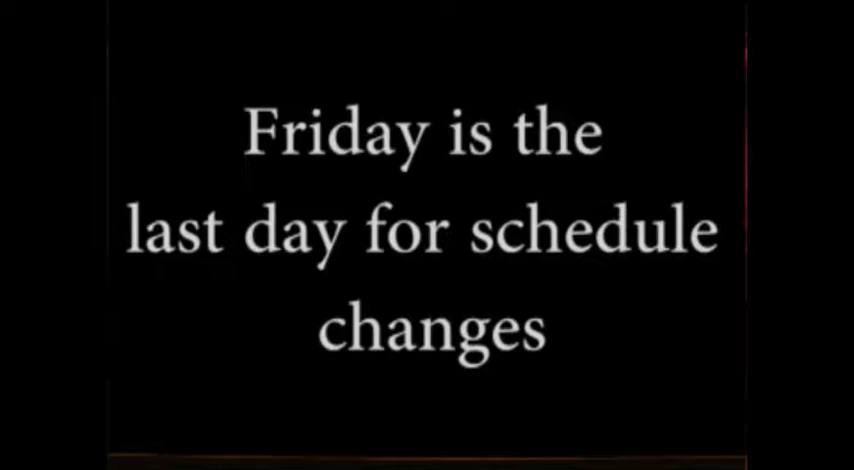 Friday is the
last day for schedule
changes